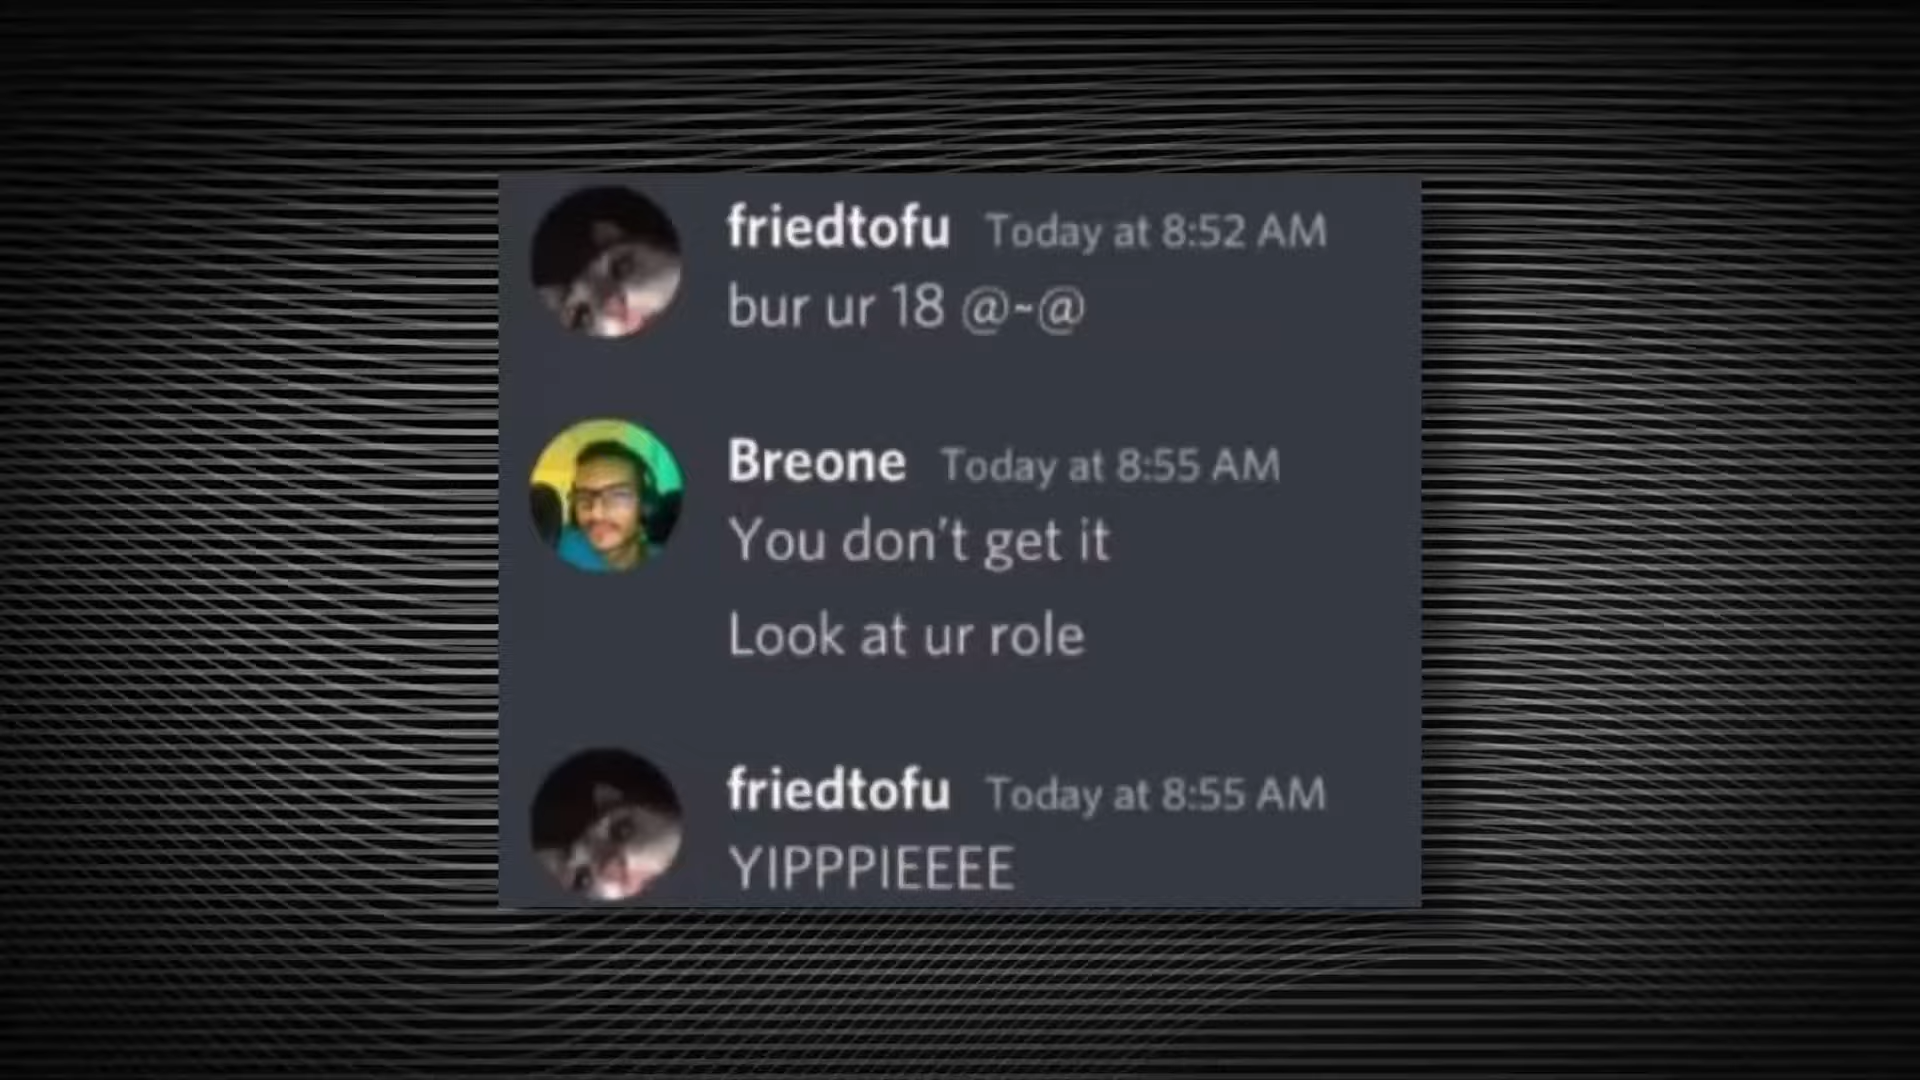 friedtofu Today at 8:52 AM
bur ur 18 @~@
Breone Today at 8:55 AM
You don't get it
Look at ur role
friedtofu Today at 8:55 AM
YIPPPIEEEE